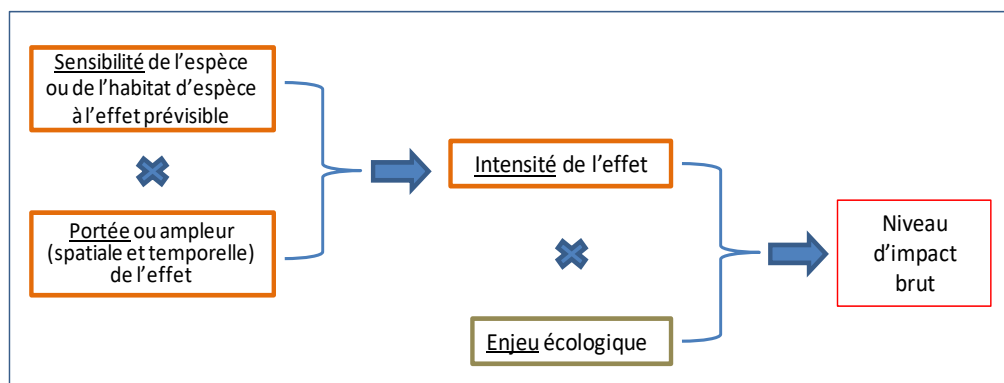 Sensibilité de l’espèce
ou de l’habitat d’espèce
à l’effet prévisible
Portée ou ampleur
(spatiale et temporelle)
de l’effet
Intensité de l’effet
Enjeu écologique
Niveau
d’impact
brut